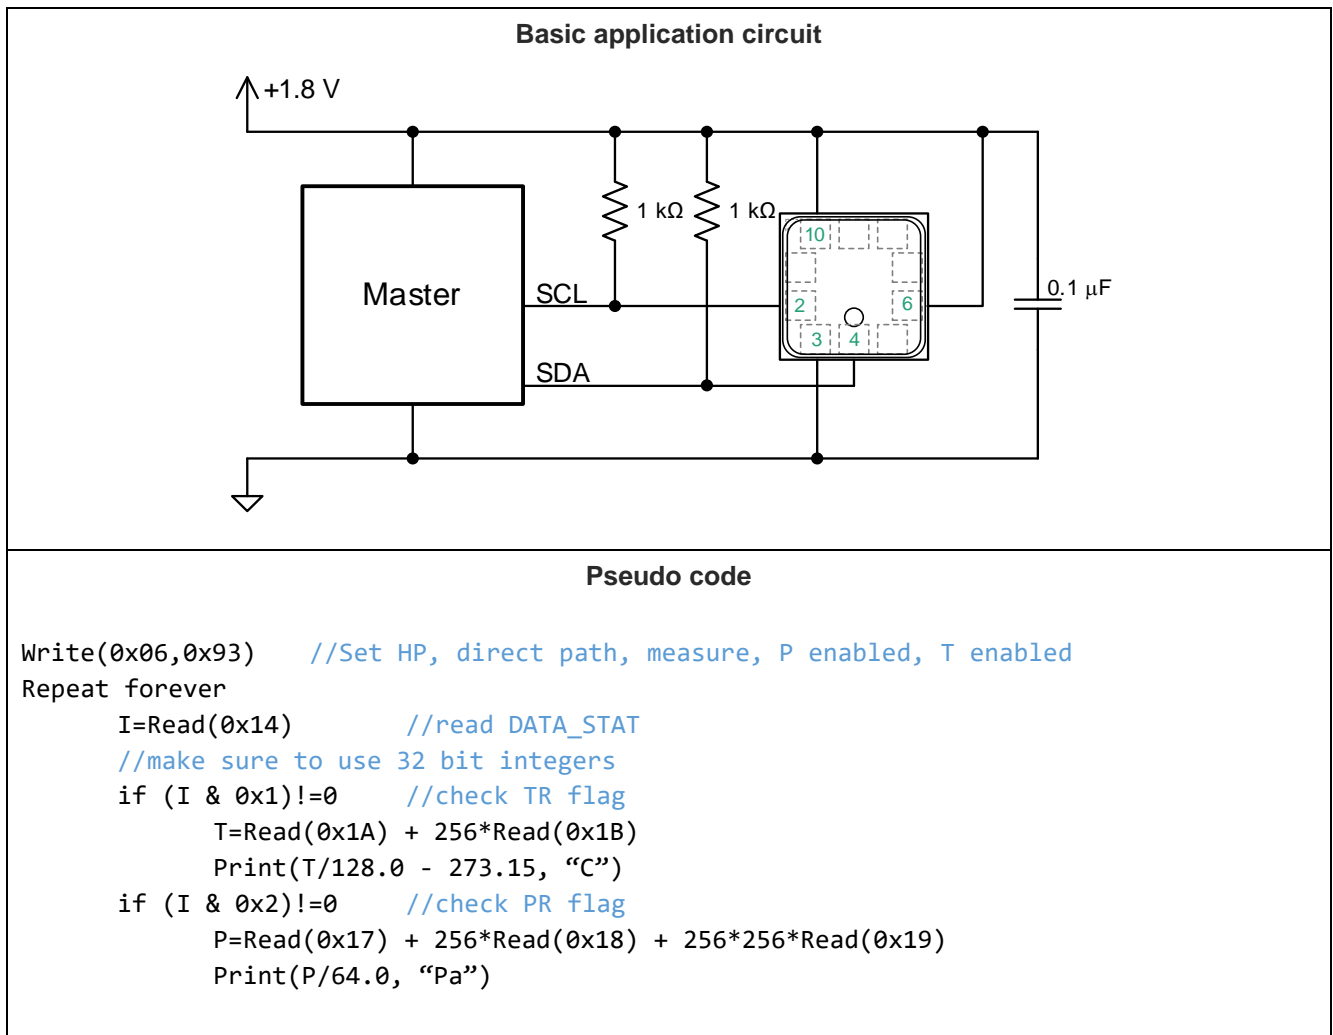 Basic application circuit
+1.8 V
1 kΩ 1 kΩ
10
Master
SCL
2 6
0.1 μF
3 4
SDA
Pseudo code
Write(0x06,0x93) //Set HP, direct path, measure, P enabled, T enabled
Repeat forever
I=Read(0x14) //read DATA_STAT
//make sure to use 32 bit integers
if (I & 0x1)!=0 //check TR flag
T=Read(0x1A) + 256*Read(0x1B)
Print(T/128.0 - 273.15, “C”)
if (I & 0x2)!=0 //check PR flag
P=Read(0x17) + 256*Read(0x18) + 256*256*Read(0x19)
Print(P/64.0, “Pa”)